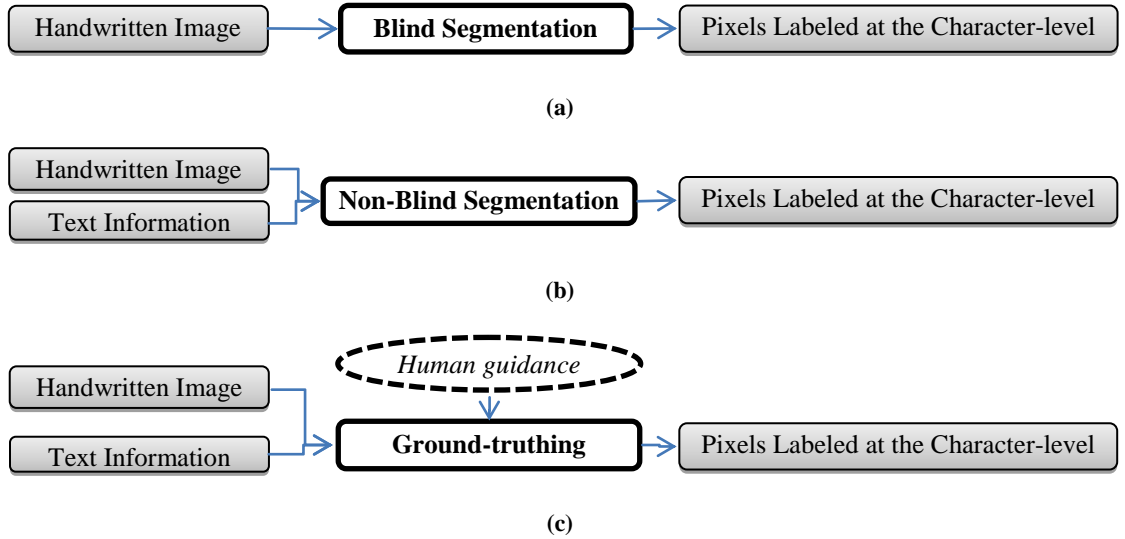 Handwritten Image Blind Segmentation Pixels Labeled at the Character-level
(a)
Handwritten Image
Non-Blind Segmentation Pixels Labeled at the Character-level
Text Information
(b)
Human guidance
Handwritten Image
Ground-truthing Pixels Labeled at the Character-level
Text Information
(c)